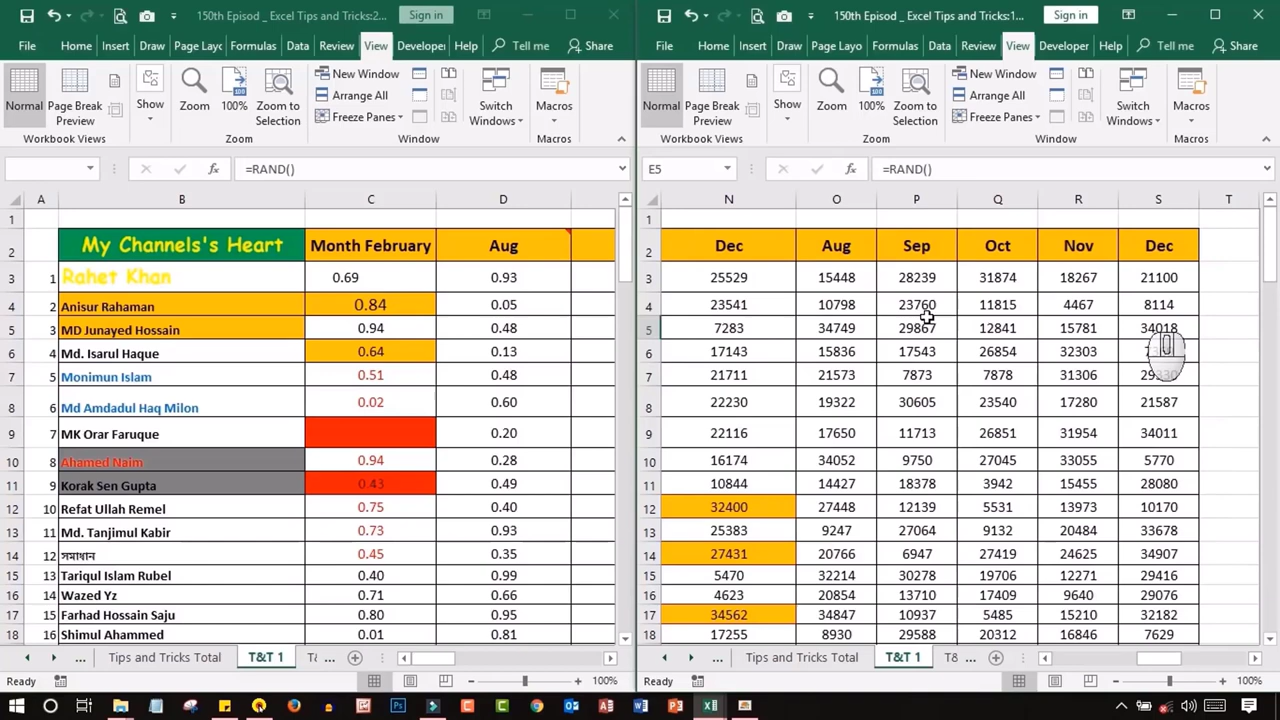 150th Episod _ Excel Tips and Tricks:2... Sign in
File Home Insert Draw Page Layo Formulas Data Review View Developer Help Tell me Share
Normal Page Break Preview Show Zoom 100% Zoom to Selection New Window Arrange All Freeze Panes Switch Windows Macros
Workbook Views Zoom Window Macros
=RAND()
A B C D
1
2 My Channels's Heart Month February Aug
3 1 Rahet Khan 0.69 0.93
4 2 Anisur Rahaman 0.84 0.05
5 3 MD Junayed Hossain 0.94 0.48
6 4 Md. Isarul Haque 0.64 0.13
7 5 Monimun Islam 0.51 0.48
8 6 Md Amdadul Haq Milon 0.02 0.60
9 7 MK Orar Faruque 0.20
10 8 Ahamed Naim 0.94 0.28
11 9 Korak Sen Gupta 0.43 0.49
12 10 Refat Ullah Remel 0.75 0.40
13 11 Md. Tanjimul Kabir 0.73 0.93
14 12 সমাধান 0.45 0.35
15 13 Tariqul Islam Rubel 0.40 0.99
16 14 Wazed Yz 0.71 0.66
17 15 Farhad Hossain Saju 0.80 0.95
18 16 Shimul Ahammed 0.01 0.81
... Tips and Tricks Total T&T 1 ...
Ready 100%
150th Episod _ Excel Tips and Tricks:1... Sign in
File Home Insert Draw Page Layo Formulas Data Review View Developer Help Tell me Share
Normal Page Break Preview Show Zoom 100% Zoom to Selection New Window Arrange All Freeze Panes Switch Windows Macros
Workbook Views Zoom Window Macros
E5 =RAND()
N O P Q R S T
1
2 Dec Aug Sep Oct Nov Dec
3 25529 15448 28239 31874 18267 21100
4 23541 10798 23760 11815 4467 8114
5 7283 34749 29867 12841 15781 34018
6 17143 15836 17543 26854 32303
7 21711 21573 7873 7878 31306
8 22230 19322 30605 23540 17280 21587
9 22116 17650 11713 26851 31954 34011
10 16174 34052 9750 27045 33055 5770
11 10844 14427 18378 3942 15455 28080
12 32400 27448 12139 5531 13973 10170
13 25383 9247 27064 9132 20484 33678
14 27431 20766 6947 27419 24625 34907
15 5470 32214 30278 19706 12271 29416
16 4623 20854 13710 17409 9640 29076
17 34562 34847 10937 5485 15210 32182
18 17255 8930 29588 20312 16846 7629
... Tips and Tricks Total T&T 1 T8 ...
Ready 100%